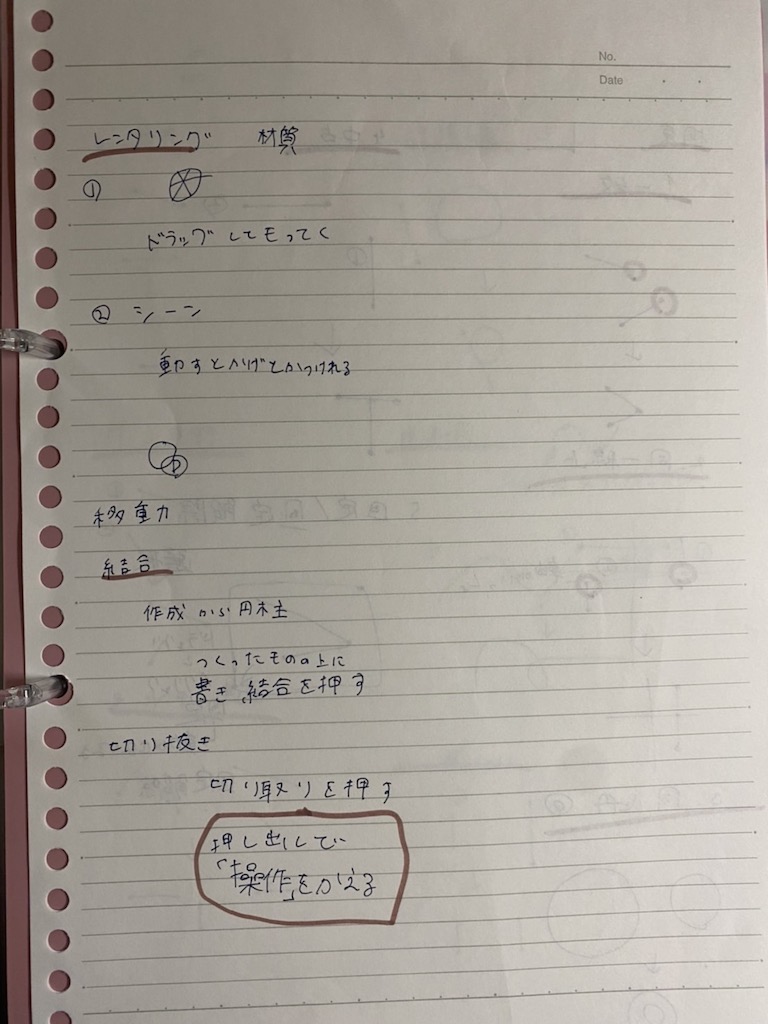 No.
Date
レンタリング 材質
①
ドラッグしてもってく
② シーン
動すとかげとかつけれる
移動
結合
作成から円柱
つくったものの上に
書き、結合を押す
切り抜き
切り取りを押す
押し出しで
「操作」をかえる